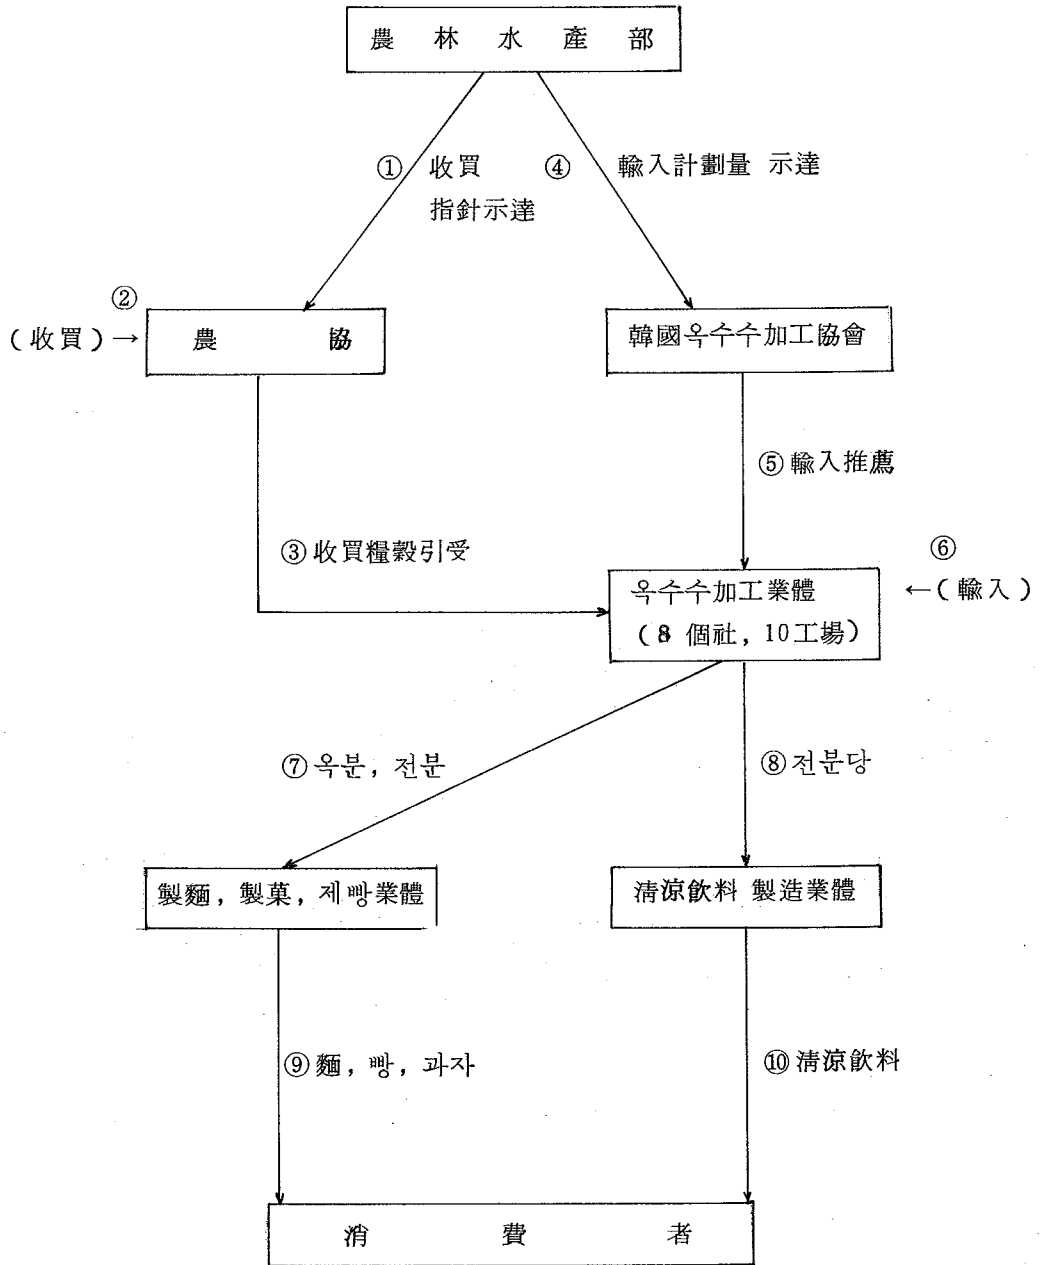 農林水產部
① 收買
指針示達
④ 輸入計劃量 示達
②
(收買)→
農協
韓國옥수수加工協會
⑤輸入推薦
③收買糧穀引受
⑥
←(輸入)
옥수수加工業體
(8個社, 10工場)
⑦옥분, 전분
⑧전분당
製麵, 製菓, 제빵業體
淸涼飮料 製造業體
⑨麵, 빵, 과자
⑩淸涼飮料
消費者